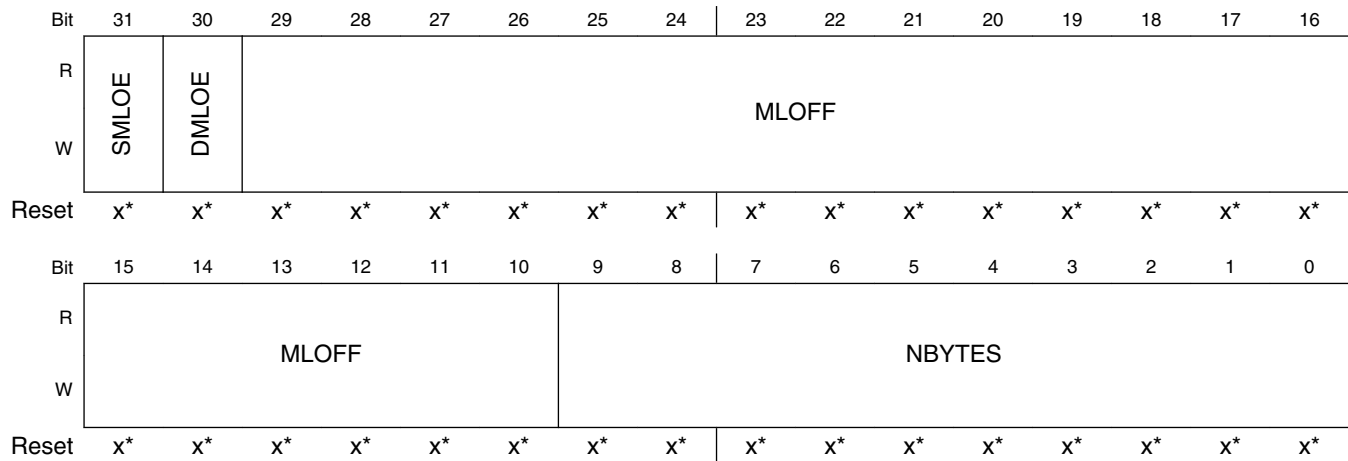 Bit 31 30 29 28 27 26 25 24 23 22 21 20 19 18 17 16
R
SMLOE DMLOE MLOFF
W
Reset x* x* x* x* x* x* x* x* x* x* x* x* x* x* x* x*
Bit 15 14 13 12 11 10 9 8 7 6 5 4 3 2 1 0
R
MLOFF NBYTES
W
Reset x* x* x* x* x* x* x* x* x* x* x* x* x* x* x* x*